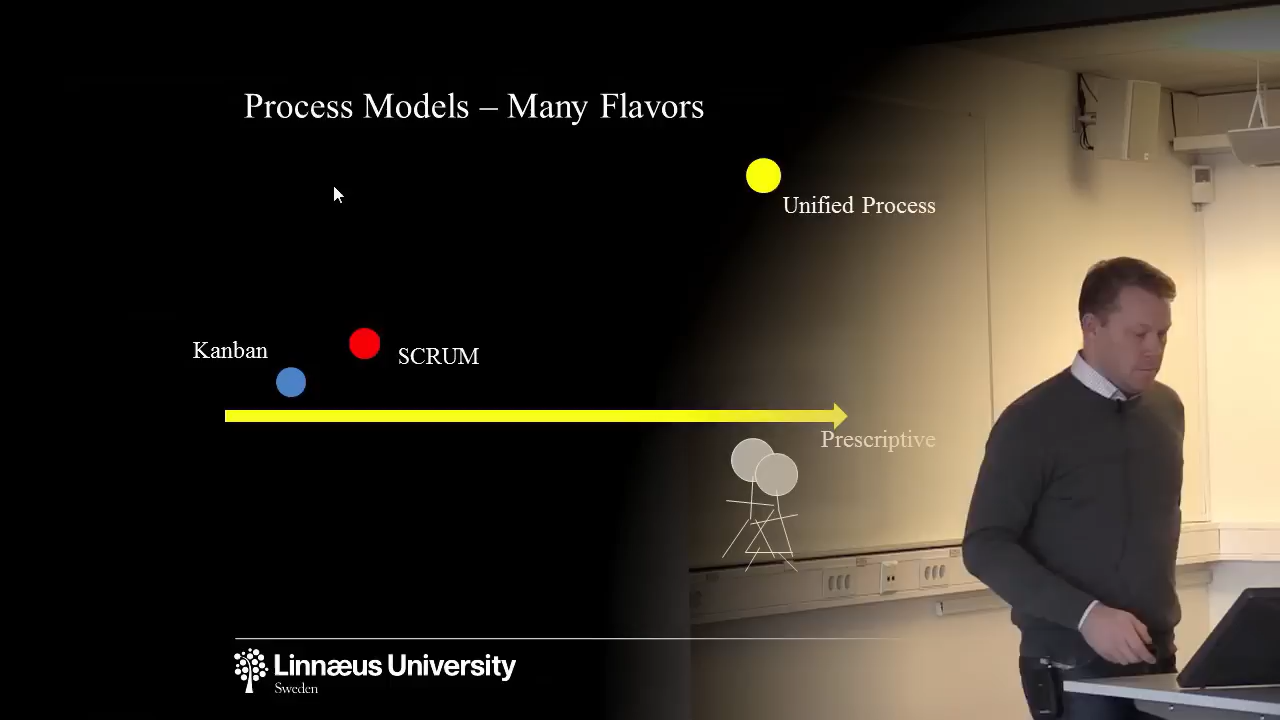 Process Models – Many Flavors
Unified Process
Kanban
SCRUM
Prescriptive
Linnæus University
Sweden